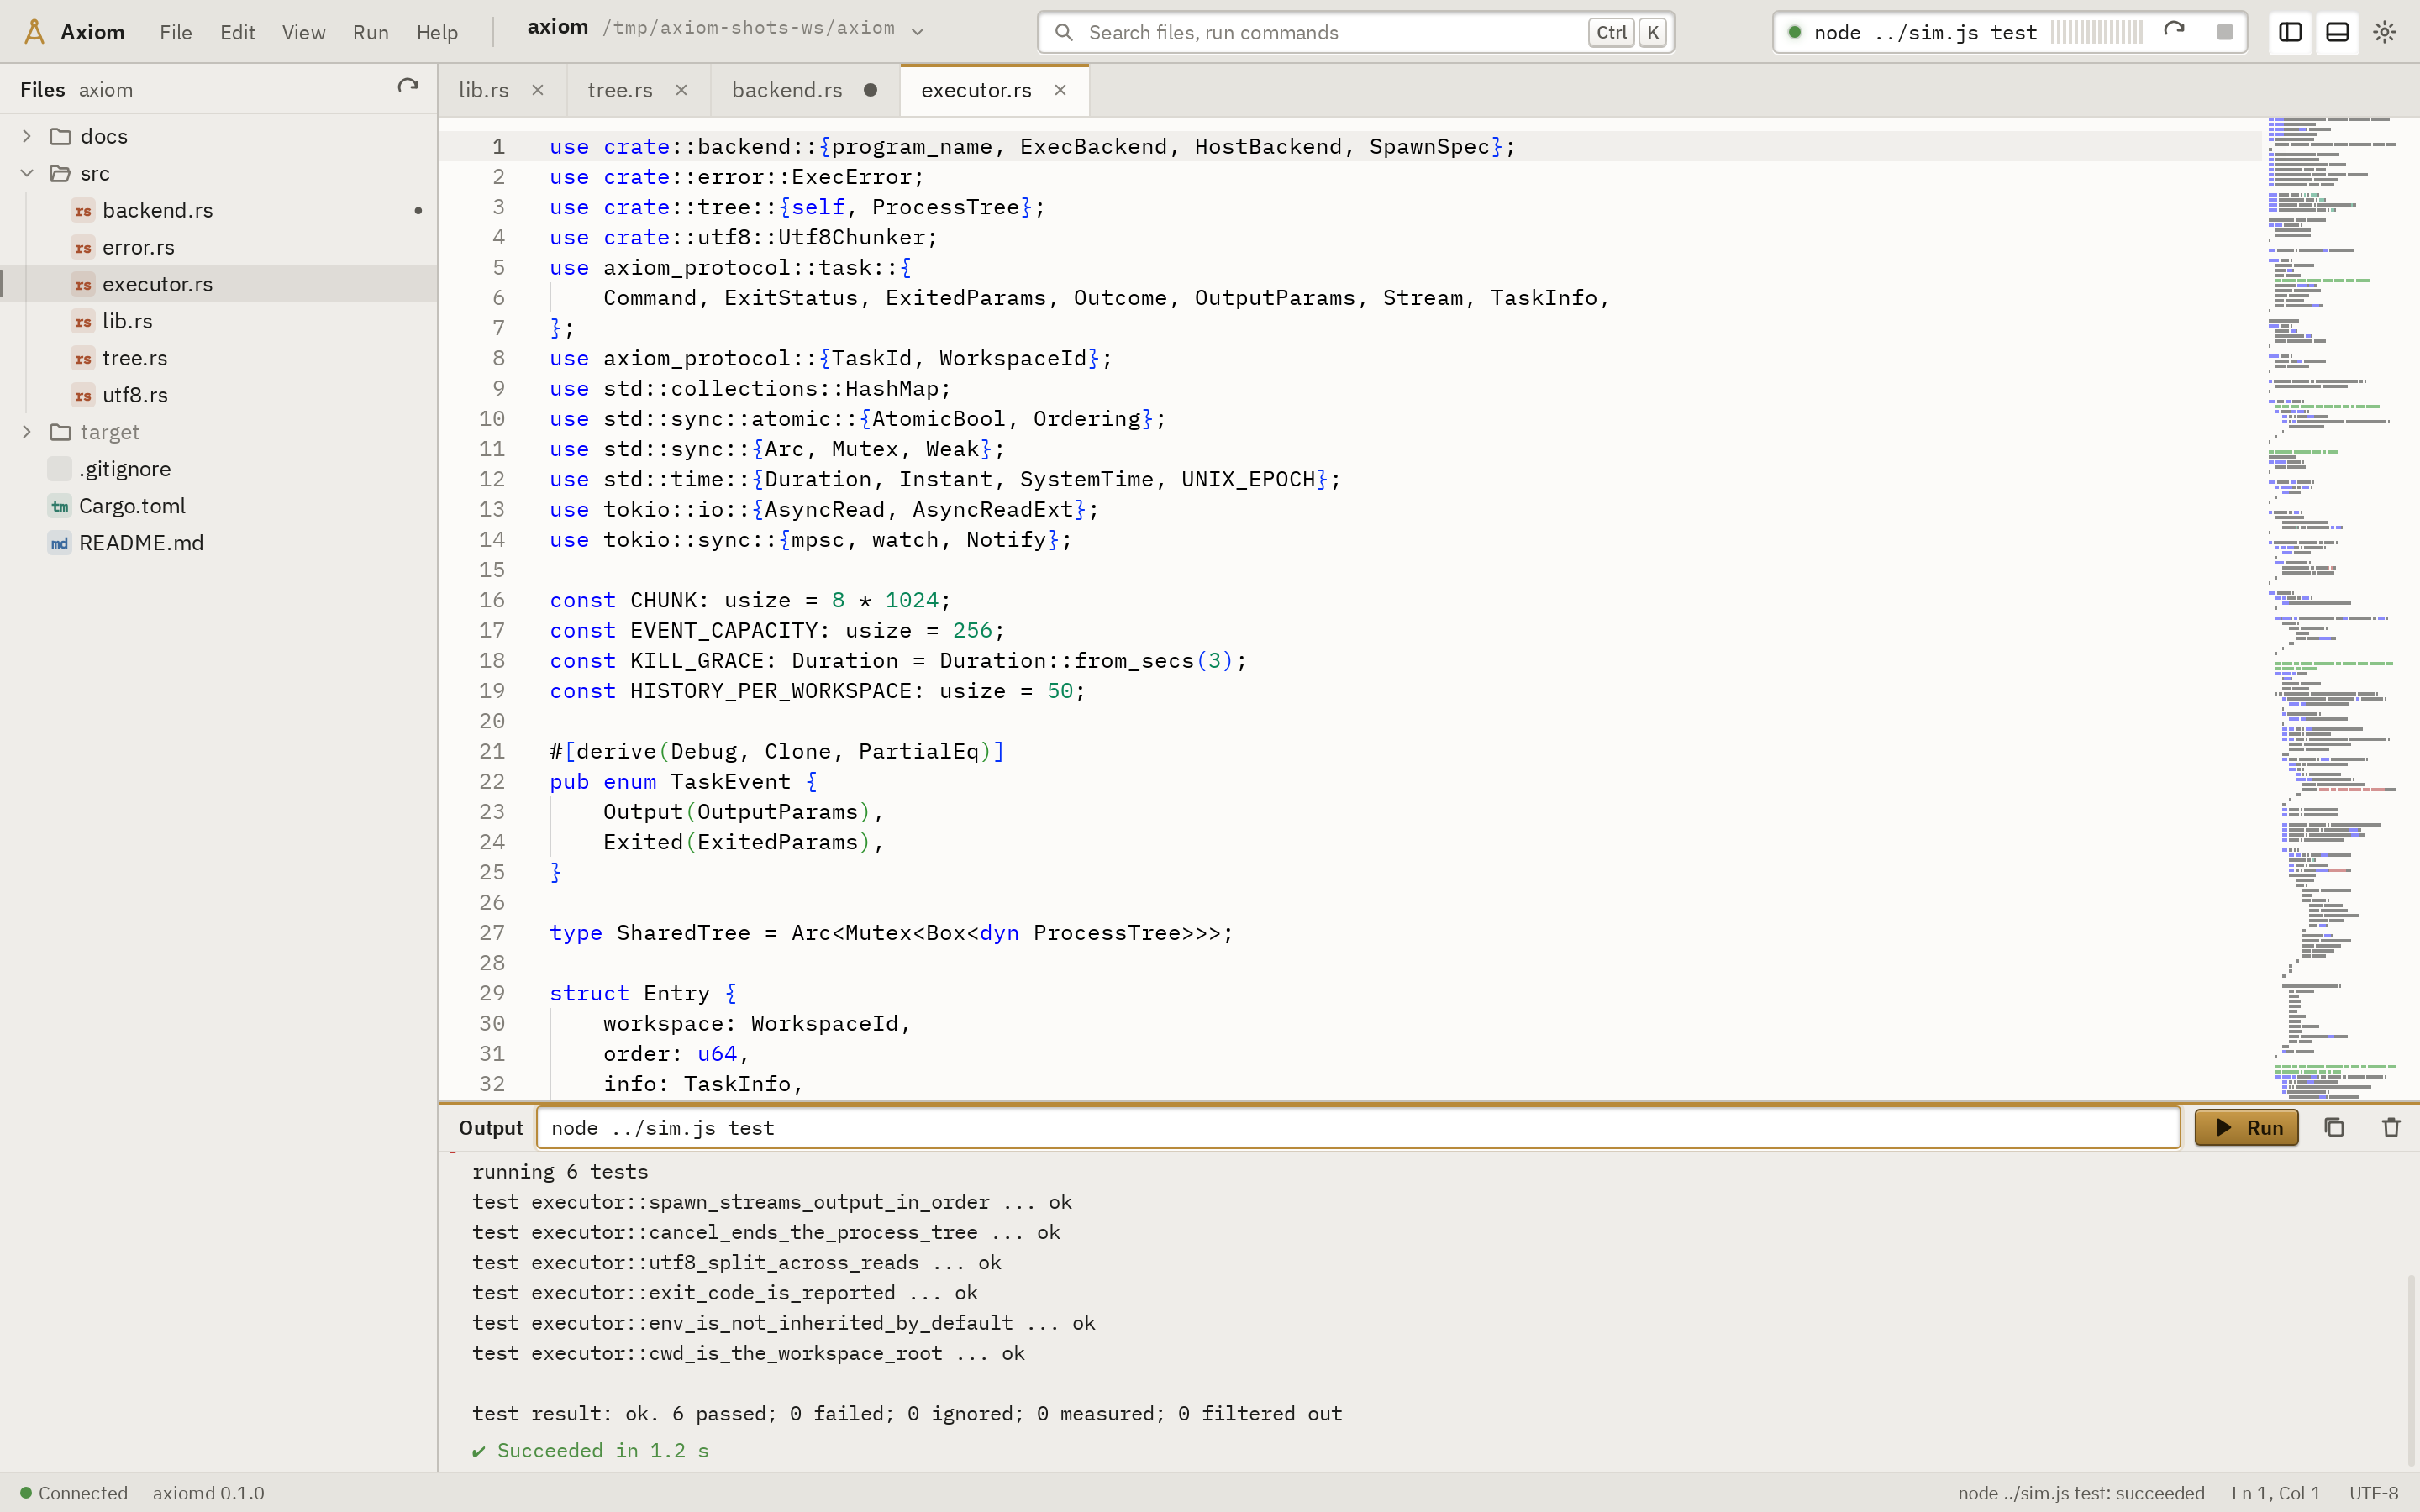 Axiom File Edit View Run Help axiom /tmp/axiom-shots-ws/axiom Search files, run commands Ctrl K node ../sim.js test
Files axiom
docs
src
rs backend.rs
rs error.rs
rs executor.rs
rs lib.rs
rs tree.rs
rs utf8.rs
target
.gitignore
tm Cargo.toml
md README.md
lib.rs tree.rs backend.rs executor.rs
1 use crate::backend::{program_name, ExecBackend, HostBackend, SpawnSpec};
2 use crate::error::ExecError;
3 use crate::tree::{self, ProcessTree};
4 use crate::utf8::Utf8Chunker;
5 use axiom_protocol::task::{
6     Command, ExitStatus, ExitedParams, Outcome, OutputParams, Stream, TaskInfo,
7 };
8 use axiom_protocol::{TaskId, WorkspaceId};
9 use std::collections::HashMap;
10 use std::sync::atomic::{AtomicBool, Ordering};
11 use std::sync::{Arc, Mutex, Weak};
12 use std::time::{Duration, Instant, SystemTime, UNIX_EPOCH};
13 use tokio::io::{AsyncRead, AsyncReadExt};
14 use tokio::sync::{mpsc, watch, Notify};
15
16 const CHUNK: usize = 8 * 1024;
17 const EVENT_CAPACITY: usize = 256;
18 const KILL_GRACE: Duration = Duration::from_secs(3);
19 const HISTORY_PER_WORKSPACE: usize = 50;
20
21 #[derive(Debug, Clone, PartialEq)]
22 pub enum TaskEvent {
23     Output(OutputParams),
24     Exited(ExitedParams),
25 }
26
27 type SharedTree = Arc<Mutex<Box<dyn ProcessTree>>>;
28
29 struct Entry {
30     workspace: WorkspaceId,
31     order: u64,
32     info: TaskInfo,
Output node ../sim.js test Run
running 6 tests
test executor::spawn_streams_output_in_order ... ok
test executor::cancel_ends_the_process_tree ... ok
test executor::utf8_split_across_reads ... ok
test executor::exit_code_is_reported ... ok
test executor::env_is_not_inherited_by_default ... ok
test executor::cwd_is_the_workspace_root ... ok
test result: ok. 6 passed; 0 failed; 0 ignored; 0 measured; 0 filtered out
✔ Succeeded in 1.2 s
Connected — axiomd 0.1.0 node ../sim.js test: succeeded Ln 1, Col 1 UTF-8